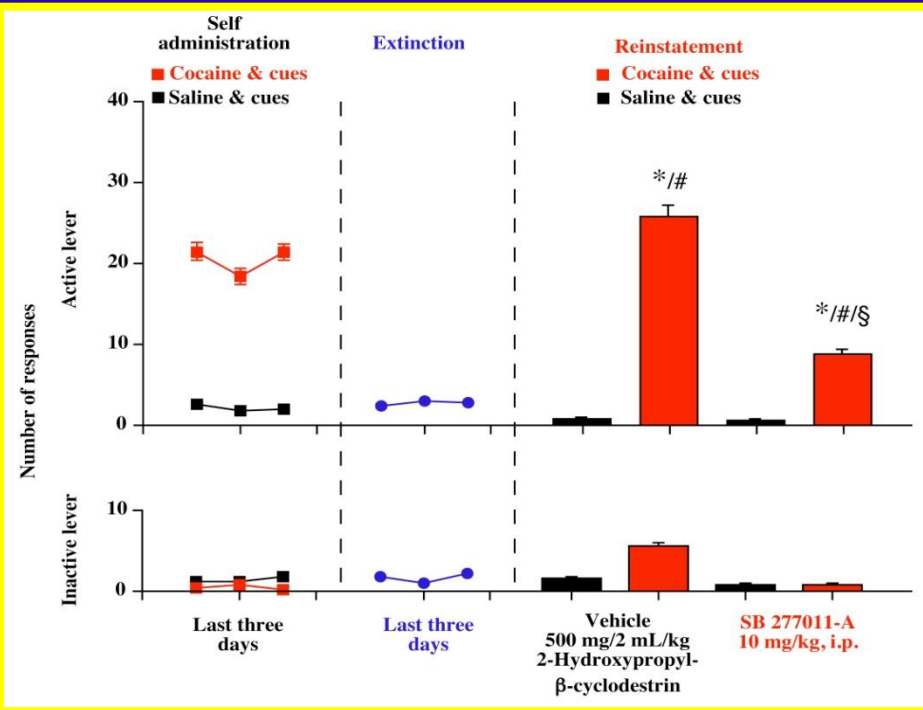 Self
administration
Cocaine & cues
Saline & cues
Extinction
Reinstatement
Cocaine & cues
Saline & cues
Number of responses
Active lever
40
30
20
10
0
*/#
*/#/§
Inactive lever
10
0
Last three
days
Last three
days
Vehicle
500 mg/2 mL/kg
2-Hydroxypropyl-
β-cyclodestrin
SB 277011-A
10 mg/kg, i.p.